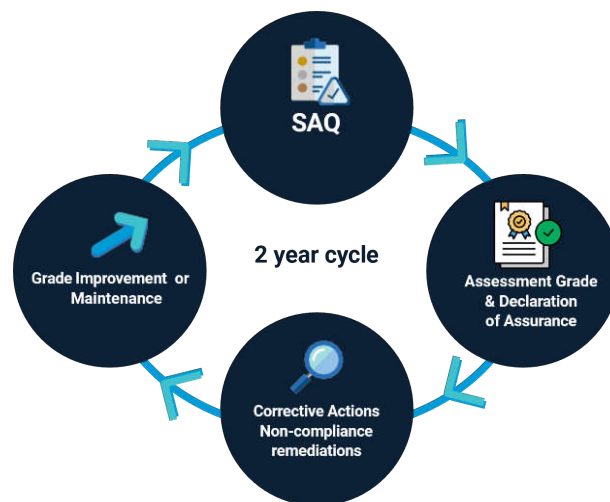 SAQ
Assessment Grade
& Declaration
of Assurance
Corrective Actions
Non-compliance
remediations
Grade Improvement or
Maintenance
2 year cycle